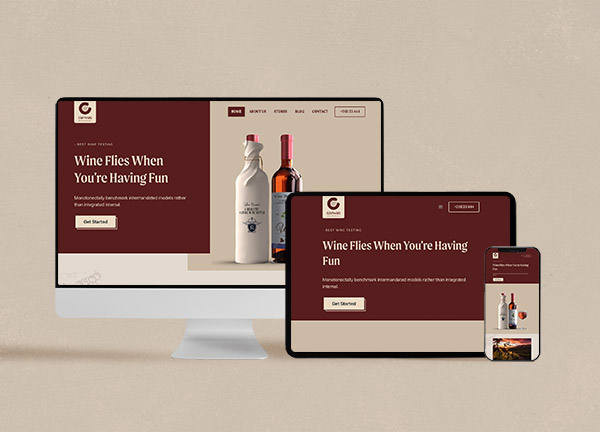 HOME ABOUT US STORES BLOG CONTACT
- BEST WINE TESTING
Wine Flies When
You're Having Fun
Monotonectally benchmark intermandated models rather
than integrated internal.
Get Started
- BEST WINE TESTING
Wine Flies When You're Having
Fun
Monotonectally benchmark intermandated models rather than integrated
internal.
Get Started
Wine Flies When You're Having
Fun